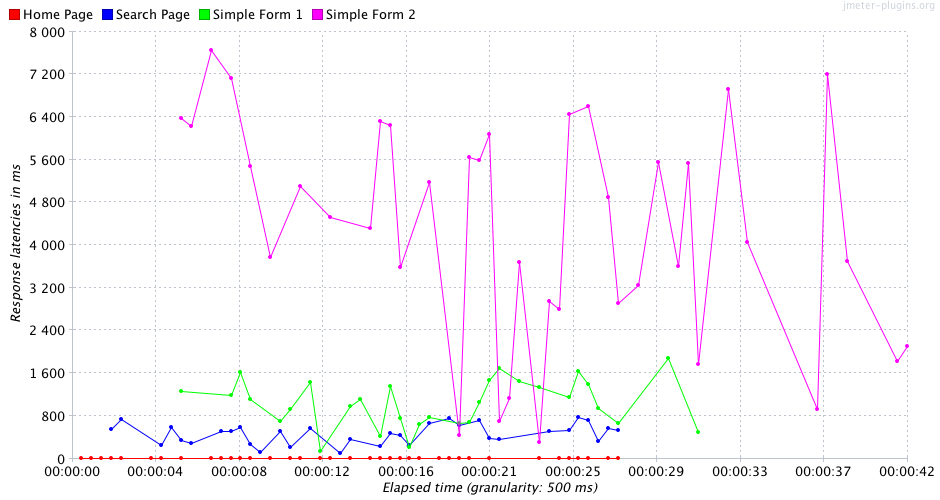 jmeter-plugins.org
Home Page Search Page Simple Form 1 Simple Form 2
8 000
7 200
6 400
5 600
4 800
4 000
3 200
2 400
1 600
800
0
Response latencies in ms
00:00:00 00:00:04 00:00:08 00:00:12 00:00:16 00:00:21 00:00:25 00:00:29 00:00:33 00:00:37 00:00:42
Elapsed time (granularity: 500 ms)